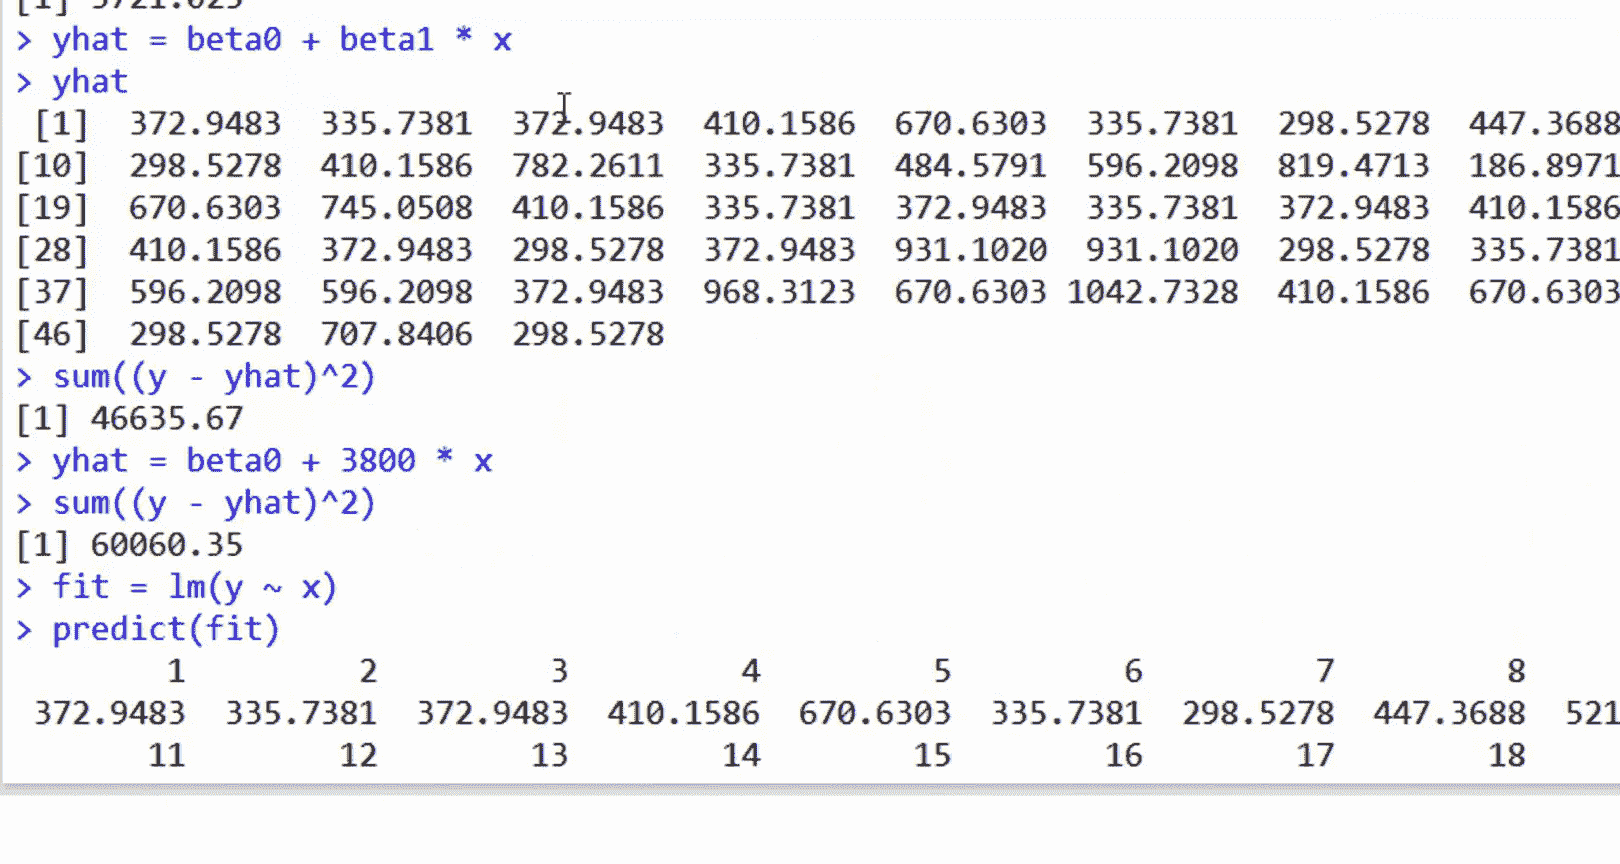 [1] 3721.025
> yhat = beta0 + beta1 * x
> yhat
[1] 372.9483 335.7381 372.9483 410.1586 670.6303 335.7381 298.5278 447.3688
[10] 298.5278 410.1586 782.2611 335.7381 484.5791 596.2098 819.4713 186.8971
[19] 670.6303 745.0508 410.1586 335.7381 372.9483 335.7381 372.9483 410.1586
[28] 410.1586 372.9483 298.5278 372.9483 931.1020 931.1020 298.5278 335.7381
[37] 596.2098 596.2098 372.9483 968.3123 670.6303 1042.7328 410.1586 670.6303
[46] 298.5278 707.8406 298.5278
> sum((y - yhat)^2)
[1] 46635.67
> yhat = beta0 + 3800 * x
> sum((y - yhat)^2)
[1] 60060.35
> fit = lm(y ~ x)
> predict(fit)
1 2 3 4 5 6 7 8
372.9483 335.7381 372.9483 410.1586 670.6303 335.7381 298.5278 447.3688 521
11 12 13 14 15 16 17 18